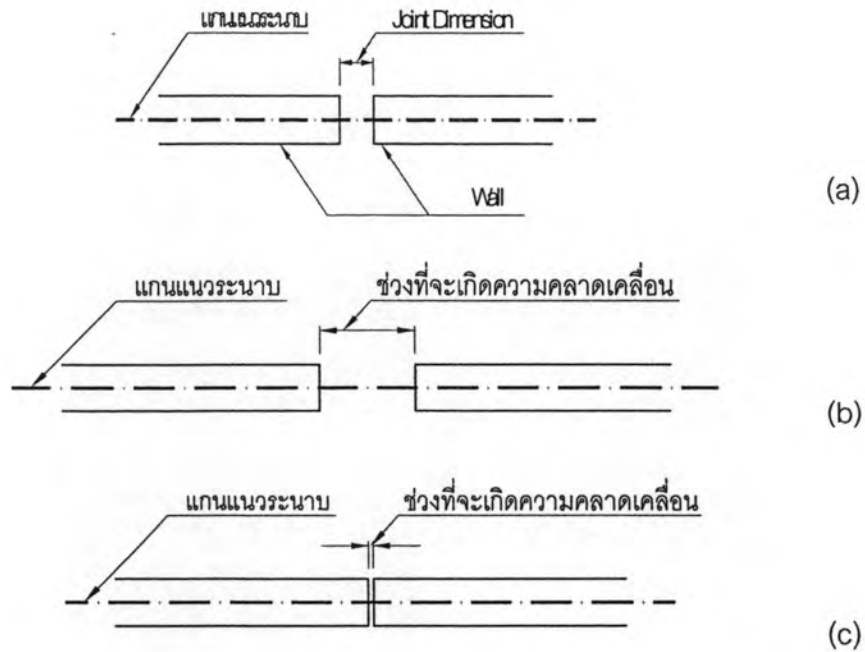 แกนแนวระนาบ Joint Dimension
Wall
(a)
แกนแนวระนาบ ช่วงที่จะเกิดความคลาดเคลื่อน
(b)
แกนแนวระนาบ ช่วงที่จะเกิดความคลาดเคลื่อน
(c)